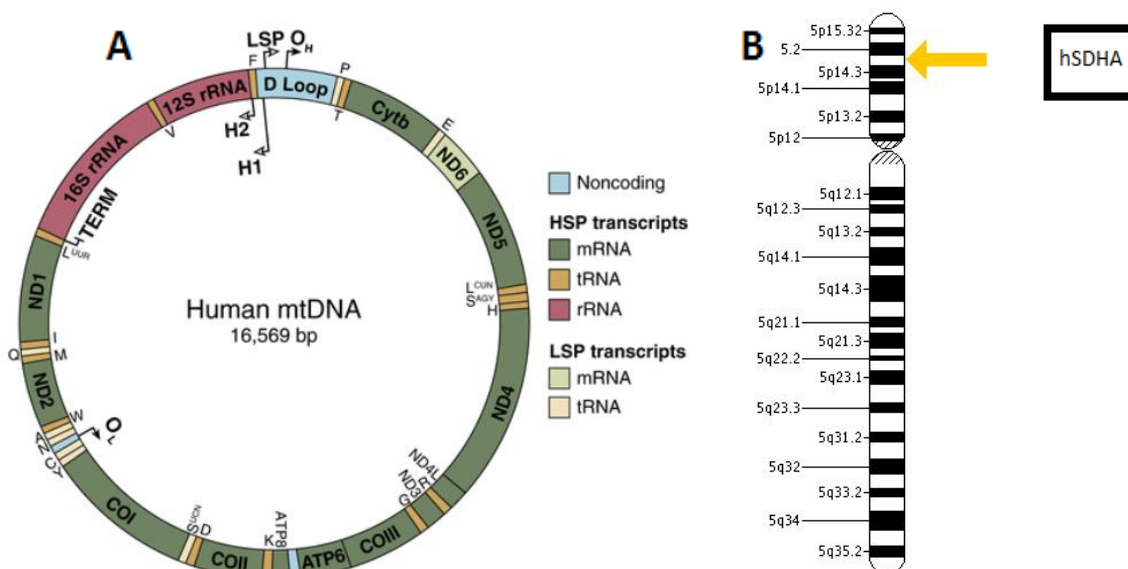 A
LSP
O H
F
D Loop
P
T
Cytb
E
ND6
ND5
L CUN
S AGY
H
ND4
ND4L
R
ND3
G
COIII
ATP6
ATP8
K
COII
D
S UCN
COI
Y
C
N
A
O L
W
ND2
M
Q
I
ND1
L UUR
TERM
16S rRNA
V
12S rRNA
H2
H1
Human mtDNA
16,569 bp
Noncoding
HSP transcripts
mRNA
tRNA
rRNA
LSP transcripts
mRNA
tRNA
B
5p15.32
5.2
5p14.3
5p14.1
5p13.2
5p12
5q12.1
5q12.3
5q13.2
5q14.1
5q14.3
5q21.1
5q21.3
5q22.2
5q23.1
5q23.3
5q31.2
5q32
5q33.2
5q34
5q35.2
hSDHA